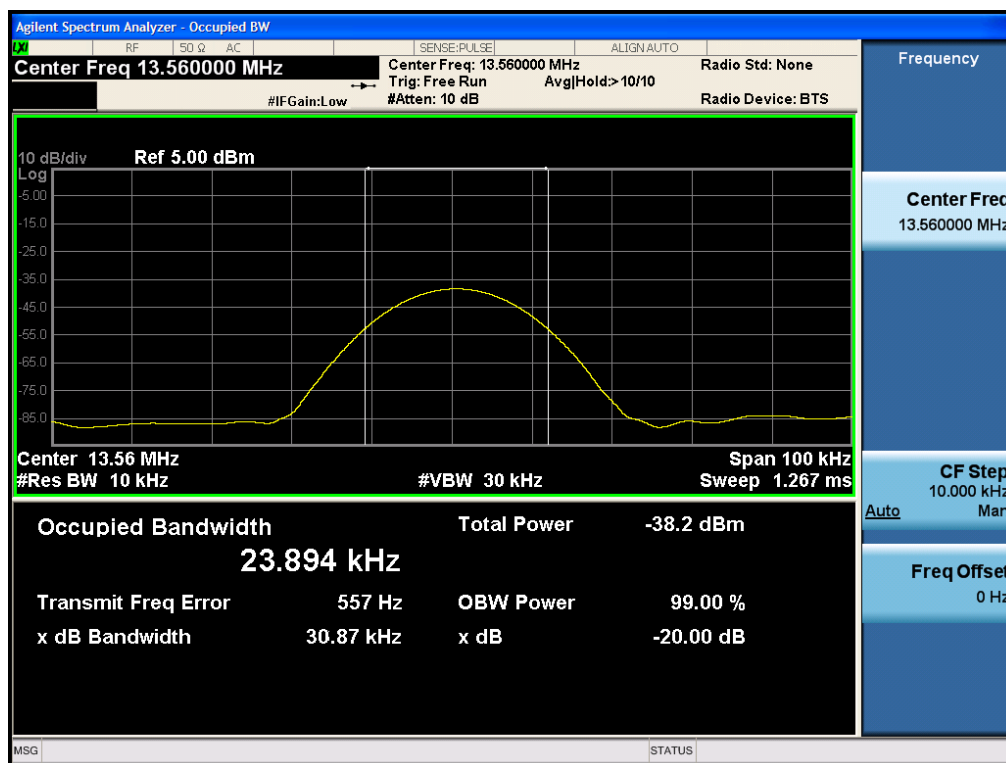 Agilent Spectrum Analyzer - Occupied BW
LXI RF 50 Ω AC SENSE:PULSE ALIGN AUTO
Center Freq 13.560000 MHz
#IFGain:Low
Center Freq: 13.560000 MHz
Trig: Free Run Avg|Hold:>10/10
#Atten: 10 dB
Radio Std: None
Radio Device: BTS
10 dB/div Ref 5.00 dBm
Log
-5.00
-15.0
-25.0
-35.0
-45.0
-55.0
-65.0
-75.0
-85.0
Center 13.56 MHz Span 100 kHz
#Res BW 10 kHz #VBW 30 kHz Sweep 1.267 ms
Occupied Bandwidth Total Power -38.2 dBm
23.894 kHz
Transmit Freq Error 557 Hz OBW Power 99.00 %
x dB Bandwidth 30.87 kHz x dB -20.00 dB
Frequency
Center Freq
13.560000 MHz
CF Step
10.000 kHz
Auto Man
Freq Offset
0 Hz
MSG STATUS